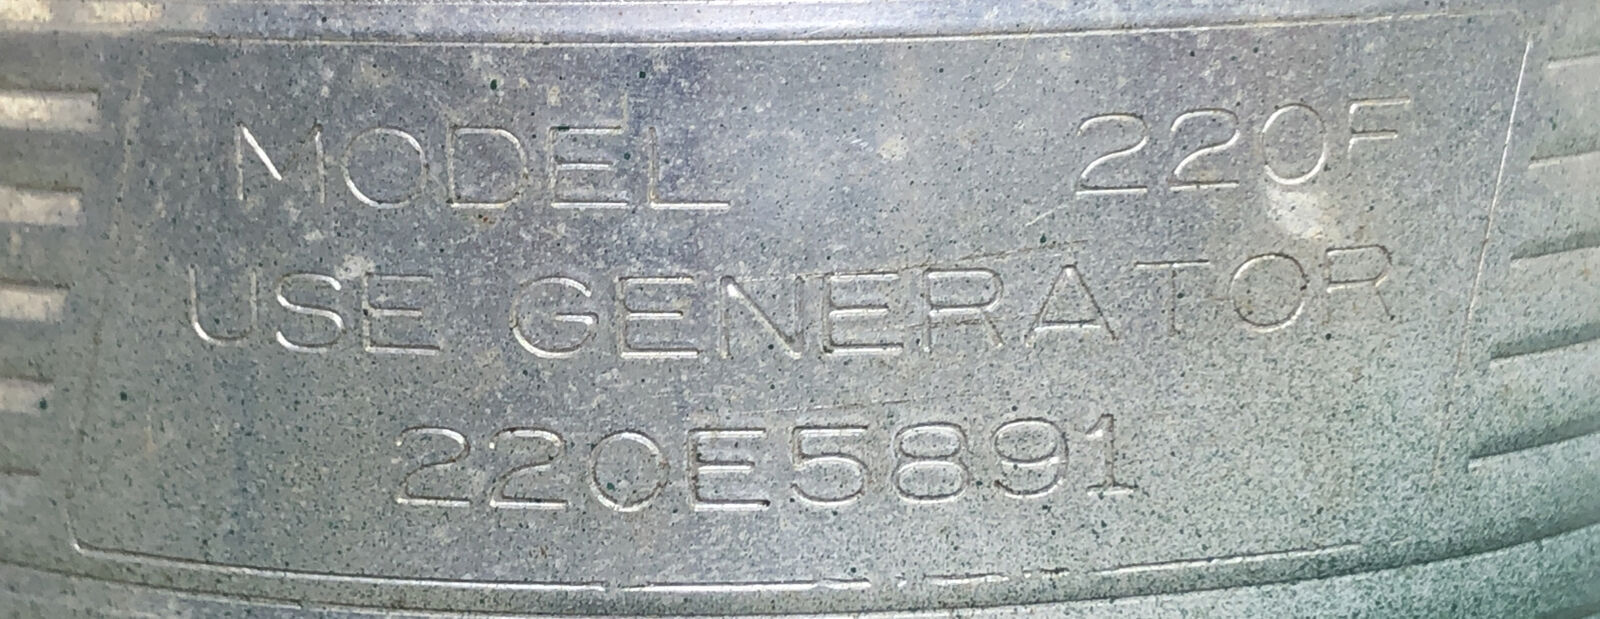 MODEL 220F
USE GENERATOR
220E5891